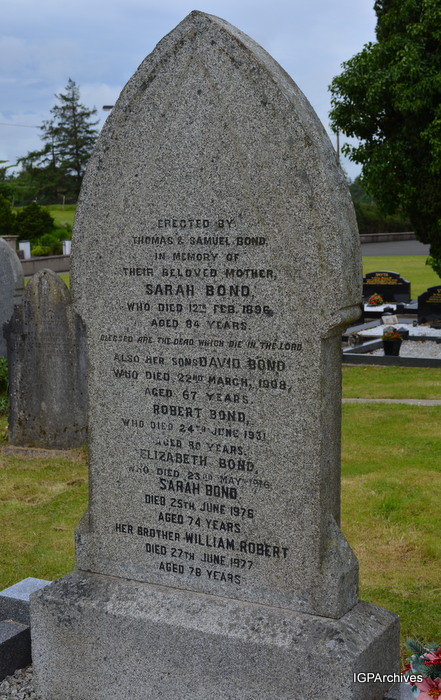 ERECTED BY
THOMAS & SAMUEL BOND,
IN MEMORY OF
THEIR BELOVED MOTHER,
SARAH BOND,
WHO DIED 12TH FEB. 1896,
AGED 84 YEARS.
BLESSED ARE THE DEAD WHICH DIE IN THE LORD.
ALSO HER SONS DAVID BOND
WHO DIED 22ND MARCH, 1908,
AGED 67 YEARS.
ROBERT BOND,
WHO DIED 24TH JUNE 1931,
AGED 80 YEARS.
ELIZABETH BOND,
WHO DIED 23RD MAY
SARAH BOND
DIED 25TH JUNE 1976
AGED 74 YEARS
HER BROTHER WILLIAM ROBERT
DIED 27TH JUNE 1977
AGED 76 YEARS
IGPArchives